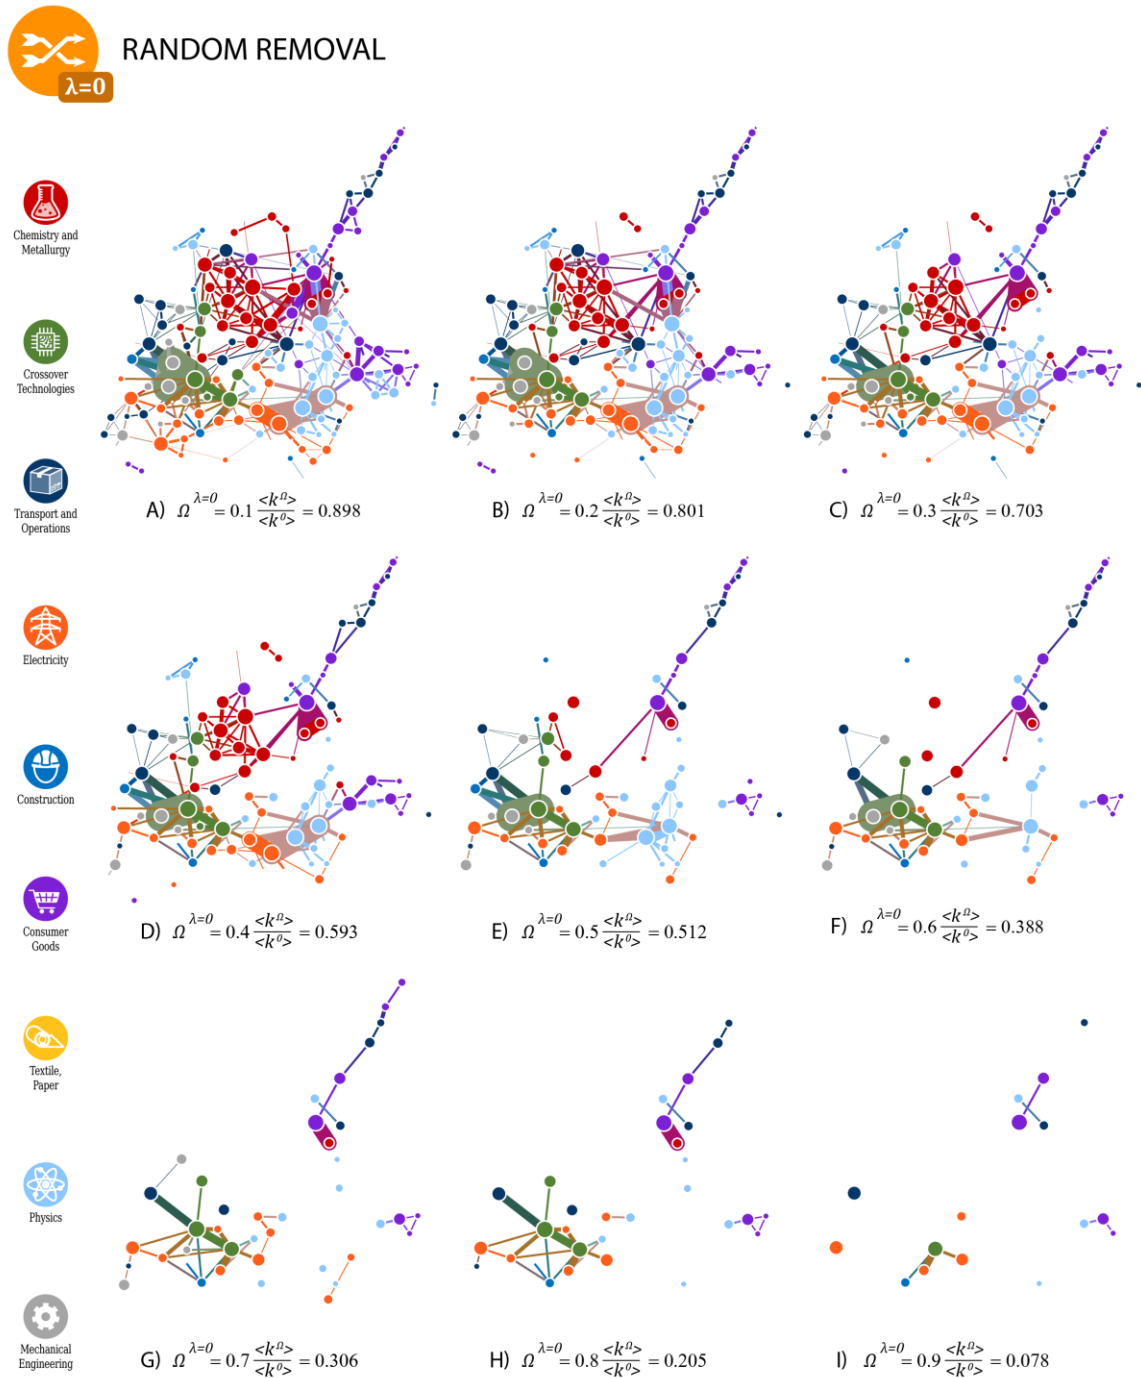 RANDOM REMOVAL
λ=0
Chemistry and
Metallurgy
Crossover
Technologies
Transport and
Operations
Electricity
Construction
Consumer
Goods
Textile,
Paper
Physics
Mechanical
Engineering
A) Ω^λ=0 = 0.1 <k^Ω>/<k^0> = 0.898
B) Ω^λ=0 = 0.2 <k^Ω>/<k^0> = 0.801
C) Ω^λ=0 = 0.3 <k^Ω>/<k^0> = 0.703
D) Ω^λ=0 = 0.4 <k^Ω>/<k^0> = 0.593
E) Ω^λ=0 = 0.5 <k^Ω>/<k^0> = 0.512
F) Ω^λ=0 = 0.6 <k^Ω>/<k^0> = 0.388
G) Ω^λ=0 = 0.7 <k^Ω>/<k^0> = 0.306
H) Ω^λ=0 = 0.8 <k^Ω>/<k^0> = 0.205
I) Ω^λ=0 = 0.9 <k^Ω>/<k^0> = 0.078